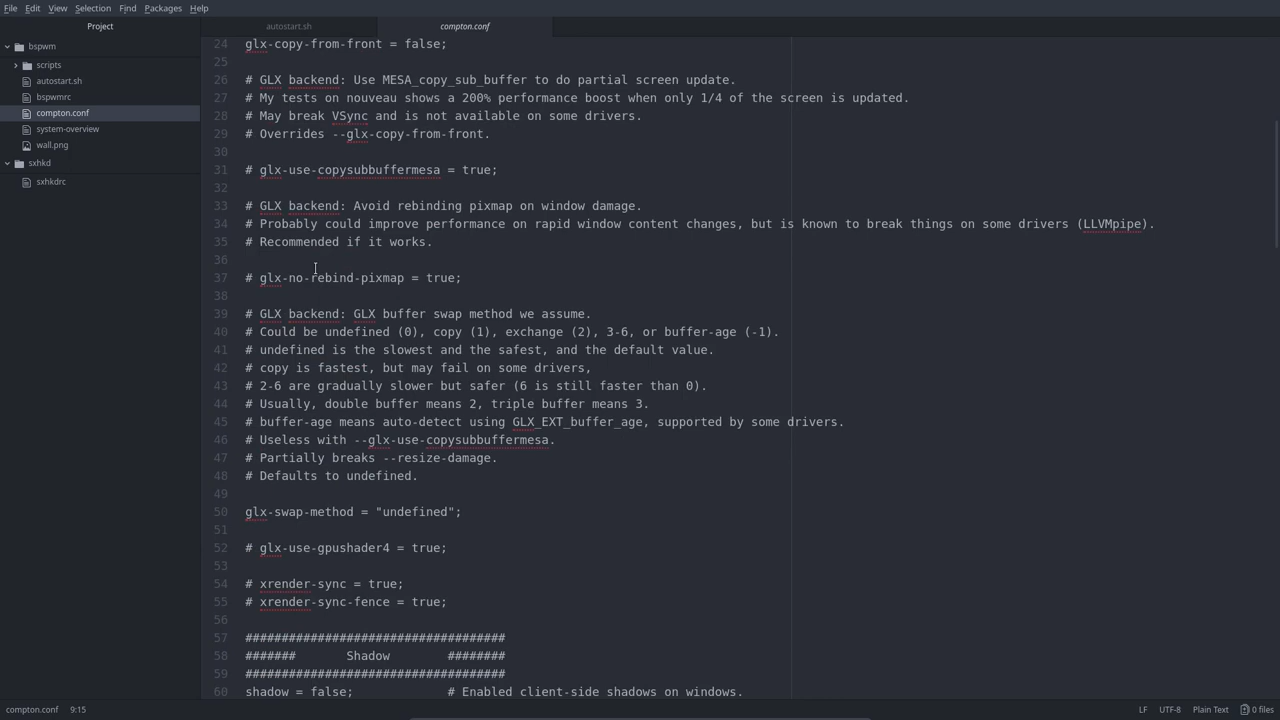 File Edit View Selection Find Packages Help
Project
autostart.sh
compton.conf
bspwm
scripts
autostart.sh
bspwmrc
compton.conf
system-overview
wall.png
sxhkd
sxhkdrc
24 glx-copy-from-front = false;
25
26 # GLX backend: Use MESA_copy_sub_buffer to do partial screen update.
27 # My tests on nouveau shows a 200% performance boost when only 1/4 of the screen is updated.
28 # May break VSync and is not available on some drivers.
29 # Overrides --glx-copy-from-front.
30
31 # glx-use-copysubbuffermesa = true;
32
33 # GLX backend: Avoid rebinding pixmap on window damage.
34 # Probably could improve performance on rapid window content changes, but is known to break things on some drivers (LLVMpipe).
35 # Recommended if it works.
36
37 # glx-no-rebind-pixmap = true;
38
39 # GLX backend: GLX buffer swap method we assume.
40 # Could be undefined (0), copy (1), exchange (2), 3-6, or buffer-age (-1).
41 # undefined is the slowest and the safest, and the default value.
42 # copy is fastest, but may fail on some drivers,
43 # 2-6 are gradually slower but safer (6 is still faster than 0).
44 # Usually, double buffer means 2, triple buffer means 3.
45 # buffer-age means auto-detect using GLX_EXT_buffer_age, supported by some drivers.
46 # Useless with --glx-use-copysubbuffermesa.
47 # Partially breaks --resize-damage.
48 # Defaults to undefined.
49
50 glx-swap-method = "undefined";
51
52 # glx-use-gpushader4 = true;
53
54 # xrender-sync = true;
55 # xrender-sync-fence = true;
56
57 ####################################
58 #######       Shadow        ########
59 ####################################
60 shadow = false;             # Enabled client-side shadows on windows.
compton.conf 9:15
LF UTF-8 Plain Text 0 files